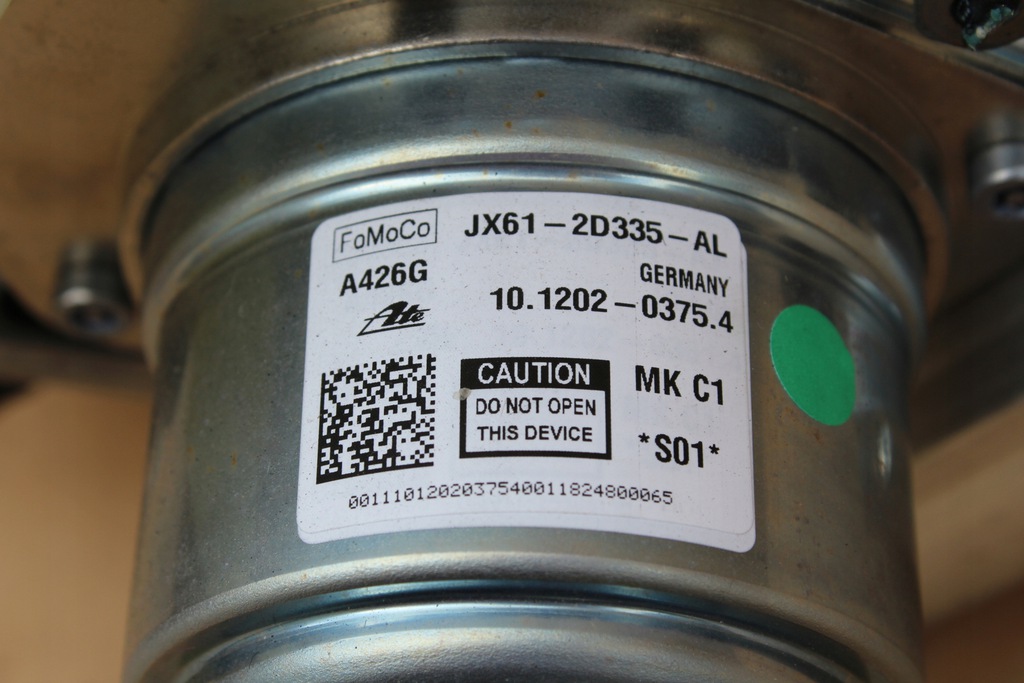 FoMoCo JX61-2D335-AL
A426G GERMANY
Ate 10.1202-0375.4
CAUTION MK C1
DO NOT OPEN
THIS DEVICE *S01*
0011101202037540011824800065